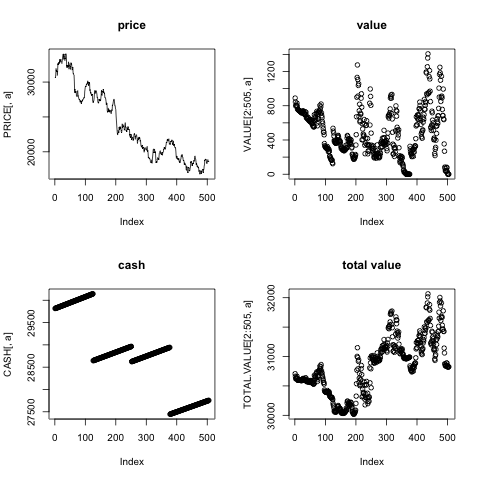 price
PRICE[, a]
20000 30000
0 100 200 300 400 500
Index
value
VALUE[2:505, a]
0 400 800 1200
0 100 200 300 400 500
Index
cash
CASH[, a]
27500 28500 29500
0 100 200 300 400 500
Index
total value
TOTAL.VALUE[2:505, a]
30000 31000 32000
0 100 200 300 400 500
Index